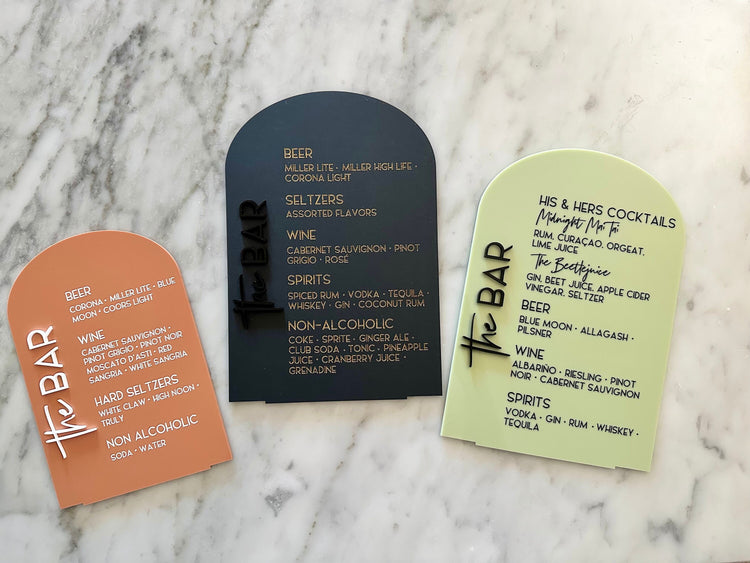 the BAR
BEER
CORONA • MILLER LITE • BLUE
MOON • COORS LIGHT
WINE
CABERNET SAUVIGNON •
PINOT GRIGIO • PINOT NOIR
MOSCATO D'ASTI • RED
SANGRIA • WHITE SANGRIA
HARD SELTZERS
WHITE CLAW • HIGH NOON •
TRULY
NON ALCOHOLIC
SODA • WATER
the BAR
BEER
MILLER LITE • MILLER HIGH LIFE •
CORONA LIGHT
SELTZERS
ASSORTED FLAVORS
WINE
CABERNET SAUVIGNON • PINOT
GRIGIO • ROSÉ
SPIRITS
SPICED RUM • VODKA • TEQUILA •
WHISKEY • GIN • COCONUT RUM
NON-ALCOHOLIC
COKE • SPRITE • GINGER ALE •
CLUB SODA • TONIC • PINEAPPLE
JUICE • CRANBERRY JUICE •
GRENADINE
the BAR
HIS & HERS COCKTAILS
Midnight Mai Tai
RUM, CURAÇAO, ORGEAT,
LIME JUICE
The Beetlejuice
GIN, BEET JUICE, APPLE CIDER
VINEGAR, SELTZER
BEER
BLUE MOON • ALLAGASH •
PILSNER
WINE
ALBARIÑO • RIESLING • PINOT
NOIR • CABERNET SAUVIGNON
SPIRITS
VODKA • GIN • RUM • WHISKEY •
TEQUILA